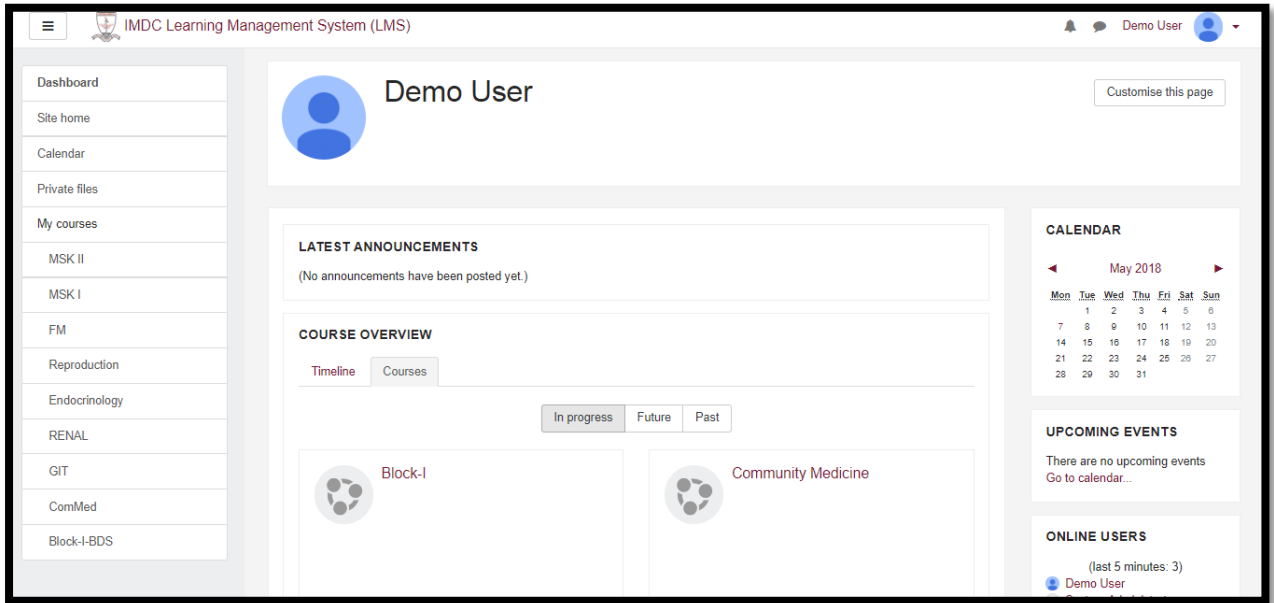 IMDC Learning Management System (LMS)
Demo User
Dashboard
Site home
Calendar
Private files
My courses
MSK II
MSK I
FM
Reproduction
Endocrinology
RENAL
GIT
ComMed
Block-I-BDS
Demo User
Customise this page
LATEST ANNOUNCEMENTS
(No announcements have been posted yet.)
COURSE OVERVIEW
Timeline Courses
In progress Future Past
Block-I
Community Medicine
CALENDAR
◄ May 2018 ►
Mon Tue Wed Thu Fri Sat Sun
1 2 3 4 5 6
7 8 9 10 11 12 13
14 15 16 17 18 19 20
21 22 23 24 25 26 27
28 29 30 31
UPCOMING EVENTS
There are no upcoming events
Go to calendar...
ONLINE USERS
(last 5 minutes: 3)
Demo User